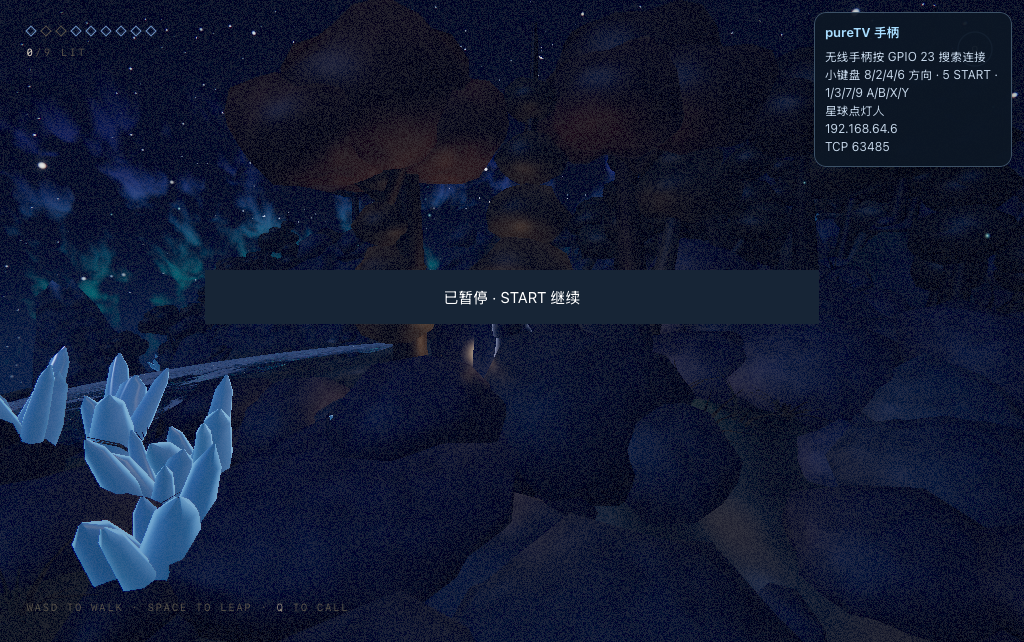 0/9 LIT
pureTV 手柄
无线手柄按 GPIO 23 搜索连接
小键盘 8/2/4/6 方向 · 5 START ·
1/3/7/9 A/B/X/Y
星球点灯人
192.168.64.6
TCP 63485
已暂停 · START 继续
WASD TO WALK · SPACE TO LEAP · Q TO CALL